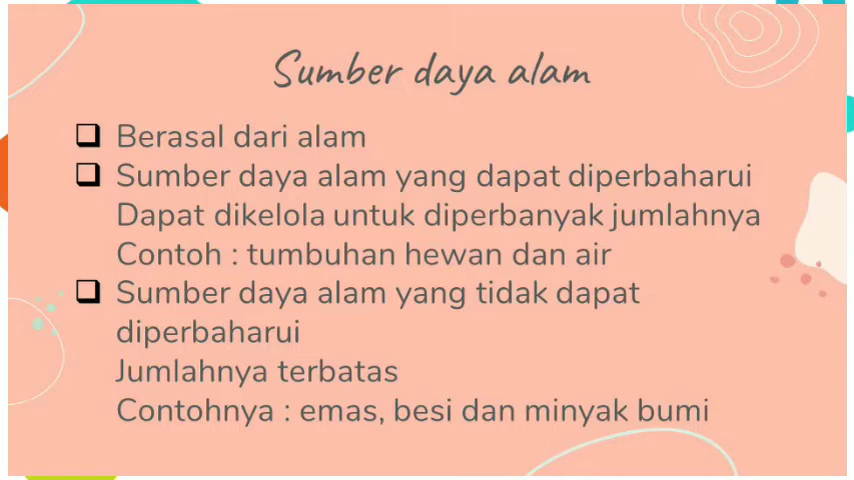 Sumber daya alam
❑ Berasal dari alam
❑ Sumber daya alam yang dapat diperbaharui
Dapat dikelola untuk diperbanyak jumlahnya
Contoh : tumbuhan hewan dan air
❑ Sumber daya alam yang tidak dapat
diperbaharui
Jumlahnya terbatas
Contohnya : emas, besi dan minyak bumi